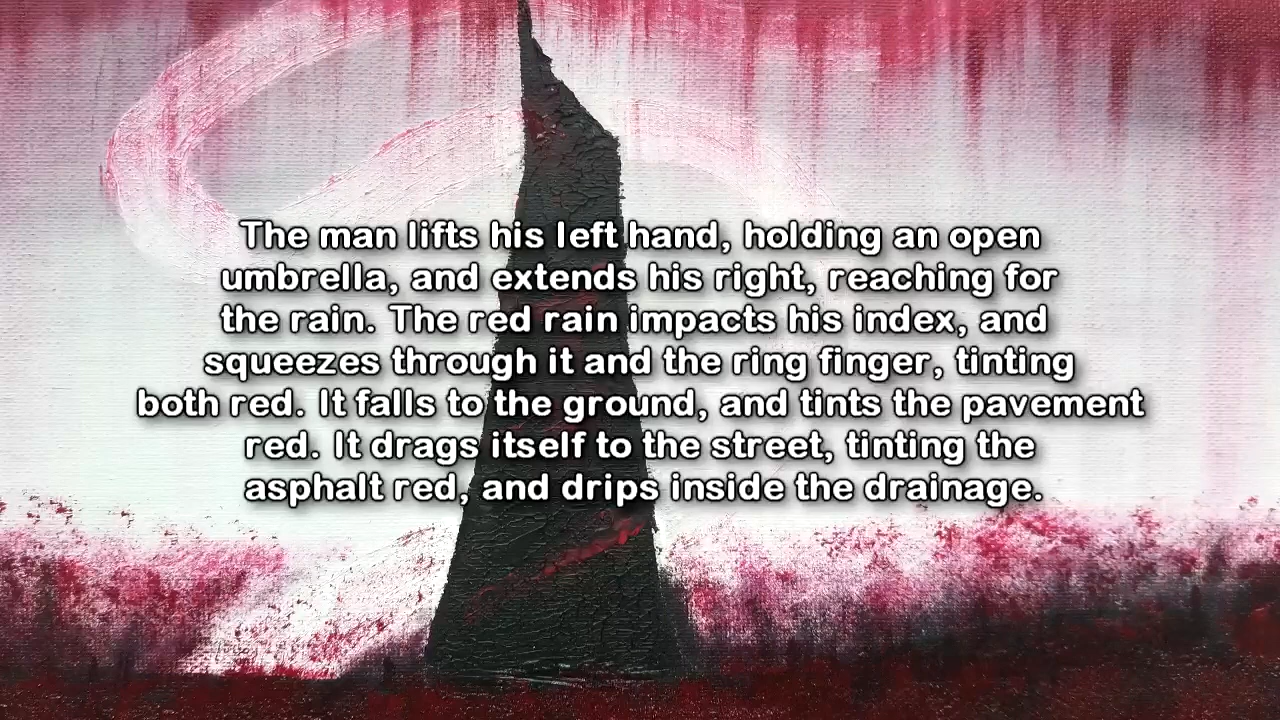 The man lifts his left hand, holding an open
umbrella, and extends his right, reaching for
the rain. The red rain impacts his index, and
squeezes through it and the ring finger, tinting
both red. It falls to the ground, and tints the pavement
red. It drags itself to the street, tinting the
asphalt red, and drips inside the drainage.